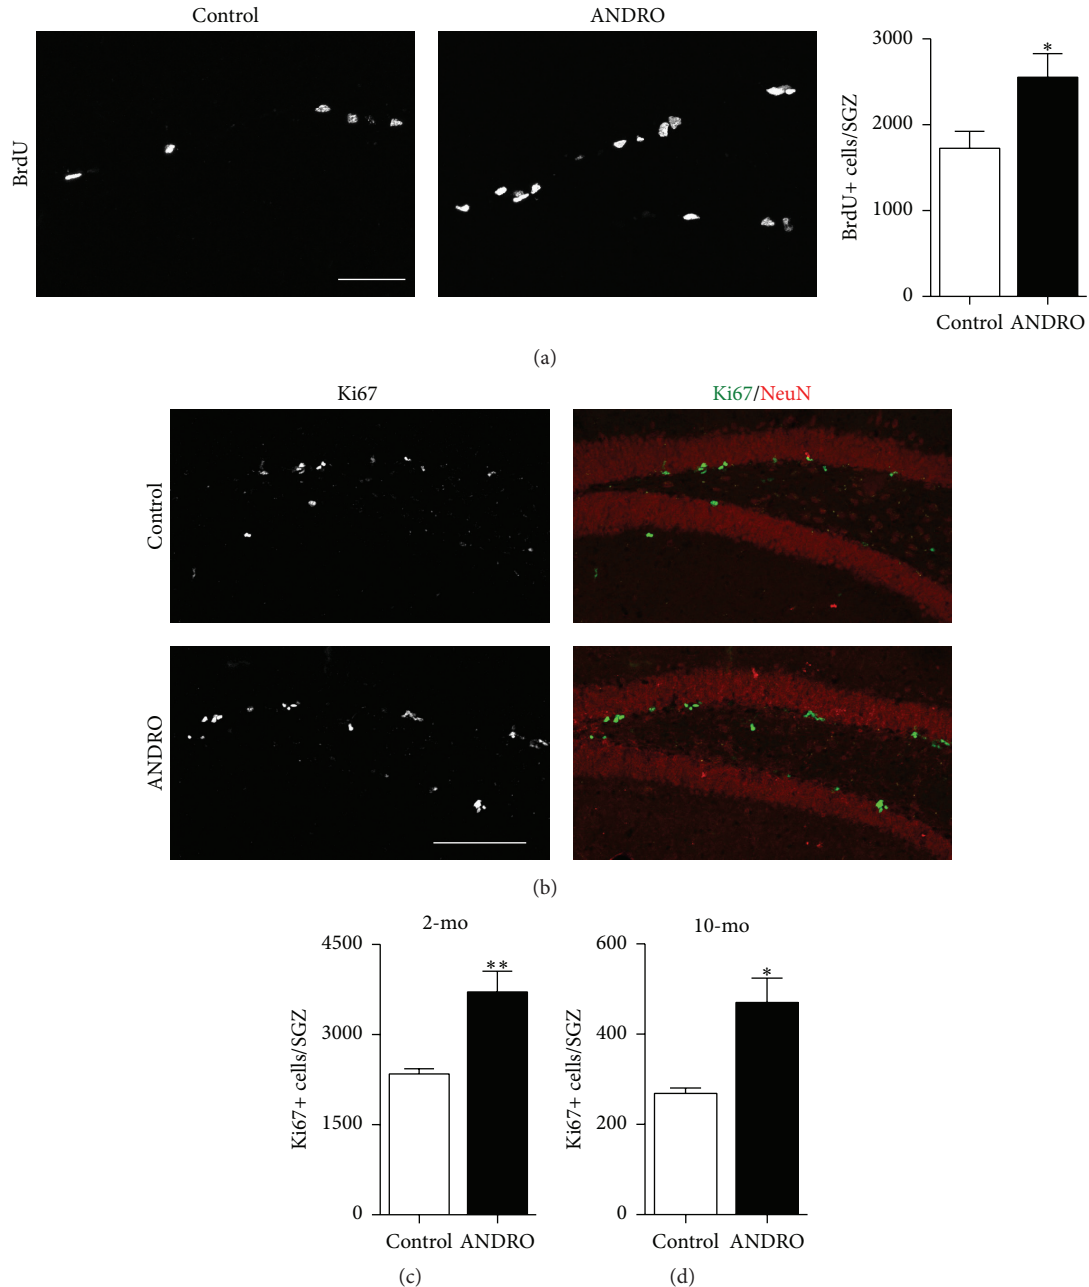 Control
ANDRO
BrdU
BrdU+ cells/SGZ
3000
2000
1000
0
*
Control ANDRO
(a)
Ki67
Ki67/NeuN
Control
ANDRO
(b)
2-mo
Ki67+ cells/SGZ
4500
3000
1500
0
**
Control ANDRO
(c)
10-mo
Ki67+ cells/SGZ
600
400
200
0
*
Control ANDRO
(d)